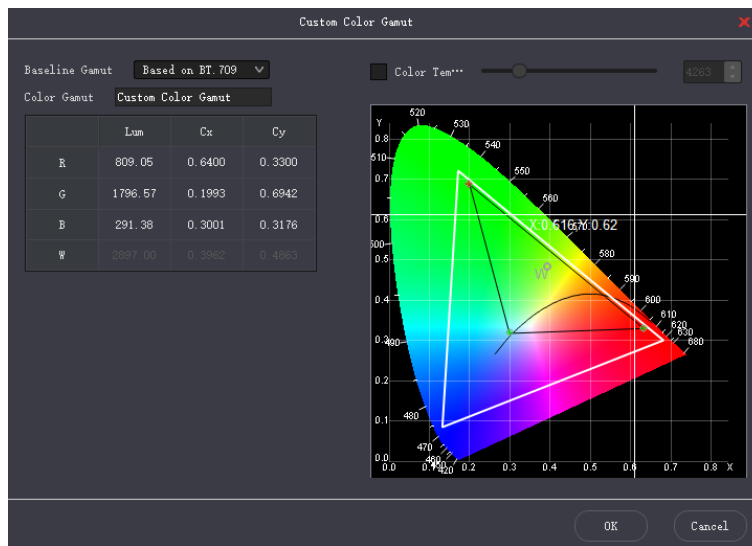 Custom Color Gamut
Baseline Gamut Based on BT.709
Color Tem··· 4263
Color Gamut Custom Color Gamut
Lum Cx Cy
R 809.05 0.6400 0.3300
G 1796.57 0.1993 0.6942
B 291.38 0.3001 0.3176
W 2897.00 0.3962 0.4863
Y
520
530
0.8
540
510
0.7
550
560
0.6
X:0.616,Y:0.62
570
500
580
0.5
W
590
0.4
600
610
620
630
0.3
490
680
0.2
480
0.1
470
460
420
0.0
0.0 0.1 0.2 0.3 0.4 0.5 0.6 0.7 0.8 X
OK Cancel